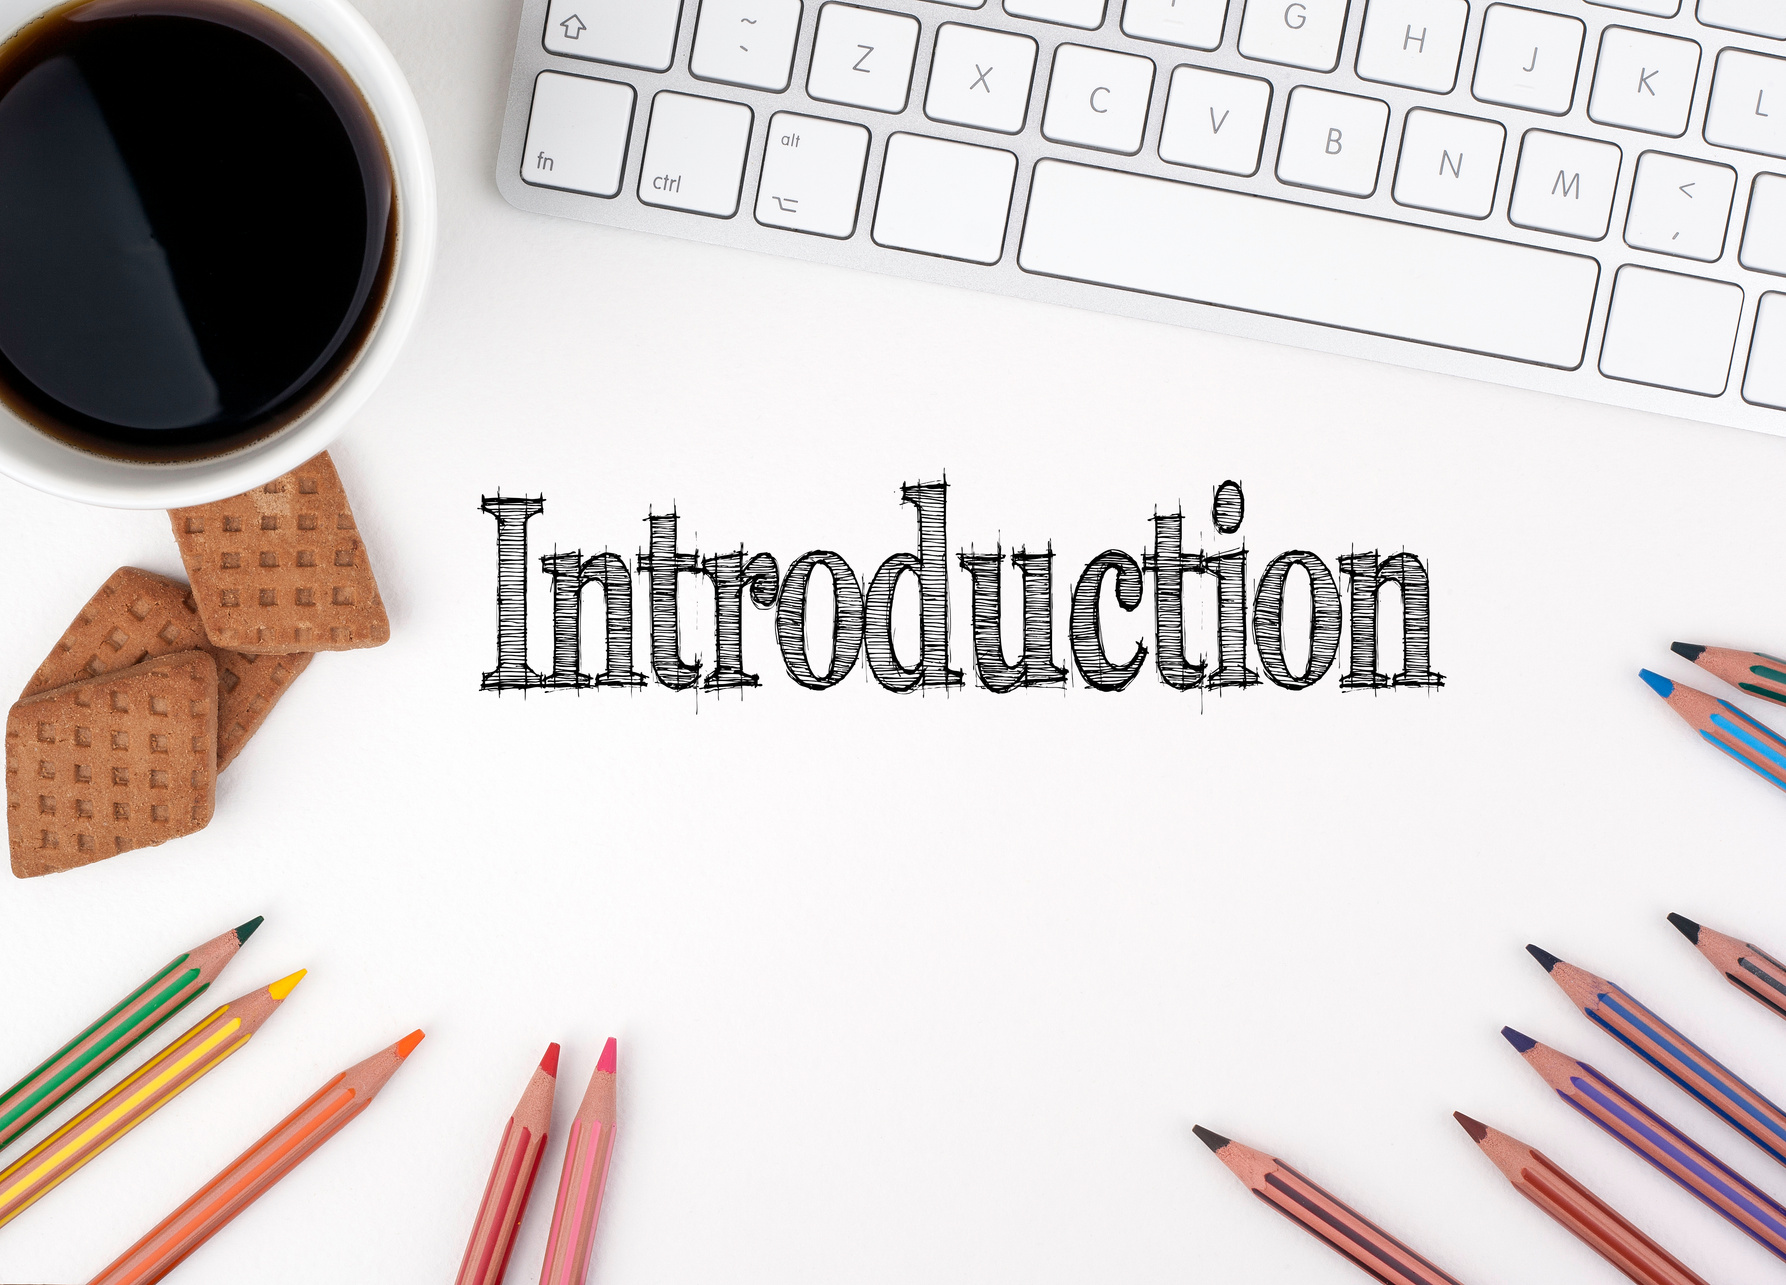 G H J K L
~ ` Z X C V B N M < ,
fn ctrl alt
Introduction